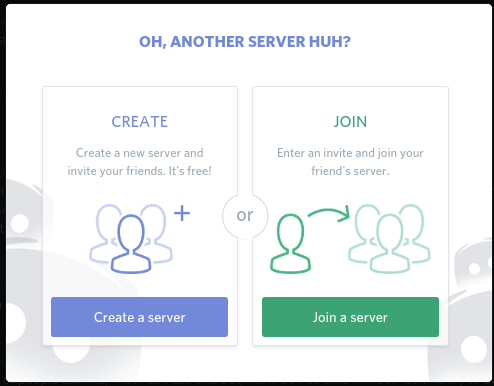 OH, ANOTHER SERVER HUH?
CREATE
Create a new server and
invite your friends. It's free!
Create a server
or
JOIN
Enter an invite and join your
friend's server.
Join a server